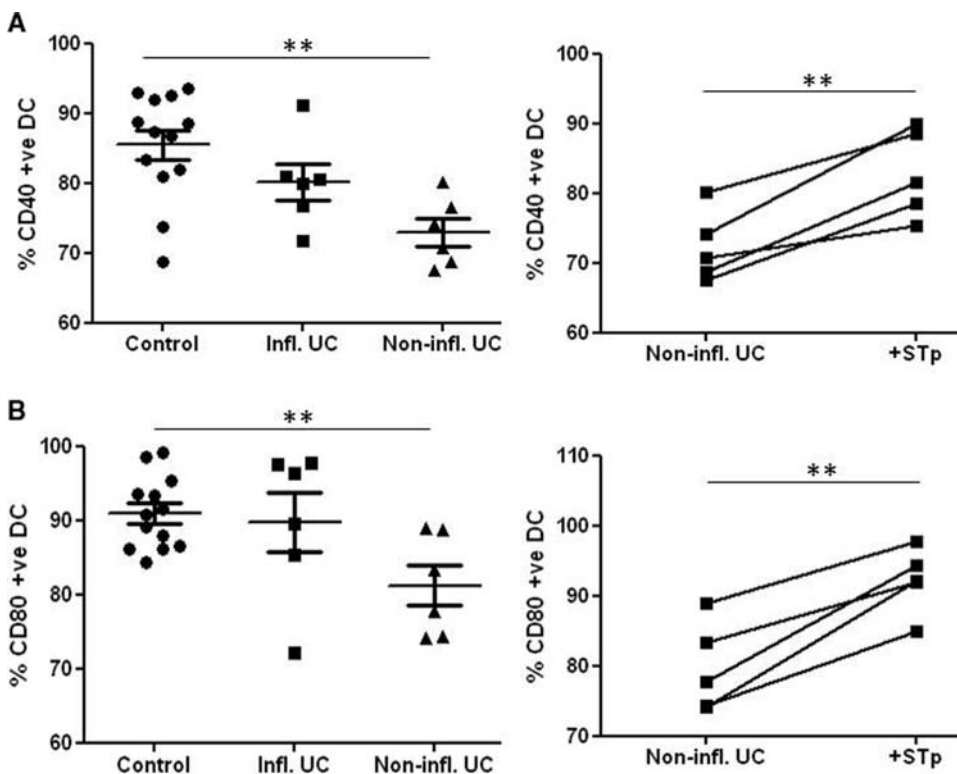 A
% CD40 +ve DC
100
90
80
70
60
**
Control Infl. UC Non-infl. UC
% CD40 +ve DC
100
90
80
70
60
**
Non-infl. UC +STp
B
% CD80 +ve DC
100
90
80
70
60
**
Control Infl. UC Non-infl. UC
% CD80 +ve DC
110
100
90
80
70
**
Non-infl. UC +STp